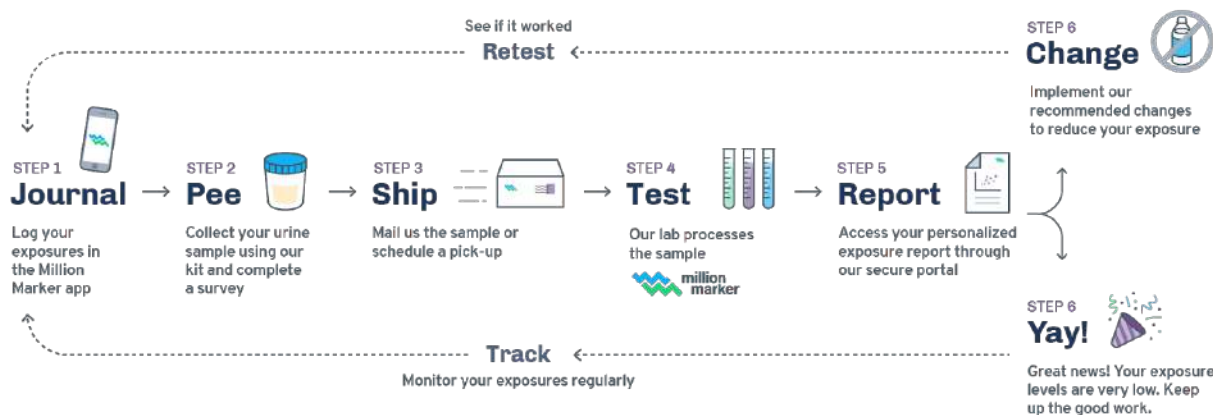 See if it worked
Retest
STEP 1
Journal
Log your
exposures in
the Million
Marker app
STEP 2
Pee
Collect your urine
sample using our
kit and complete
a survey
STEP 3
Ship
Mail us the sample or
schedule a pick-up
STEP 4
Test
Our lab processes
the sample
million
marker
STEP 5
Report
Access your personalized
exposure report through
our secure portal
STEP 6
Change
Implement our
recommended changes
to reduce your exposure
STEP 6
Yay!
Great news! Your exposure
levels are very low. Keep
up the good work.
Track
Monitor your exposures regularly